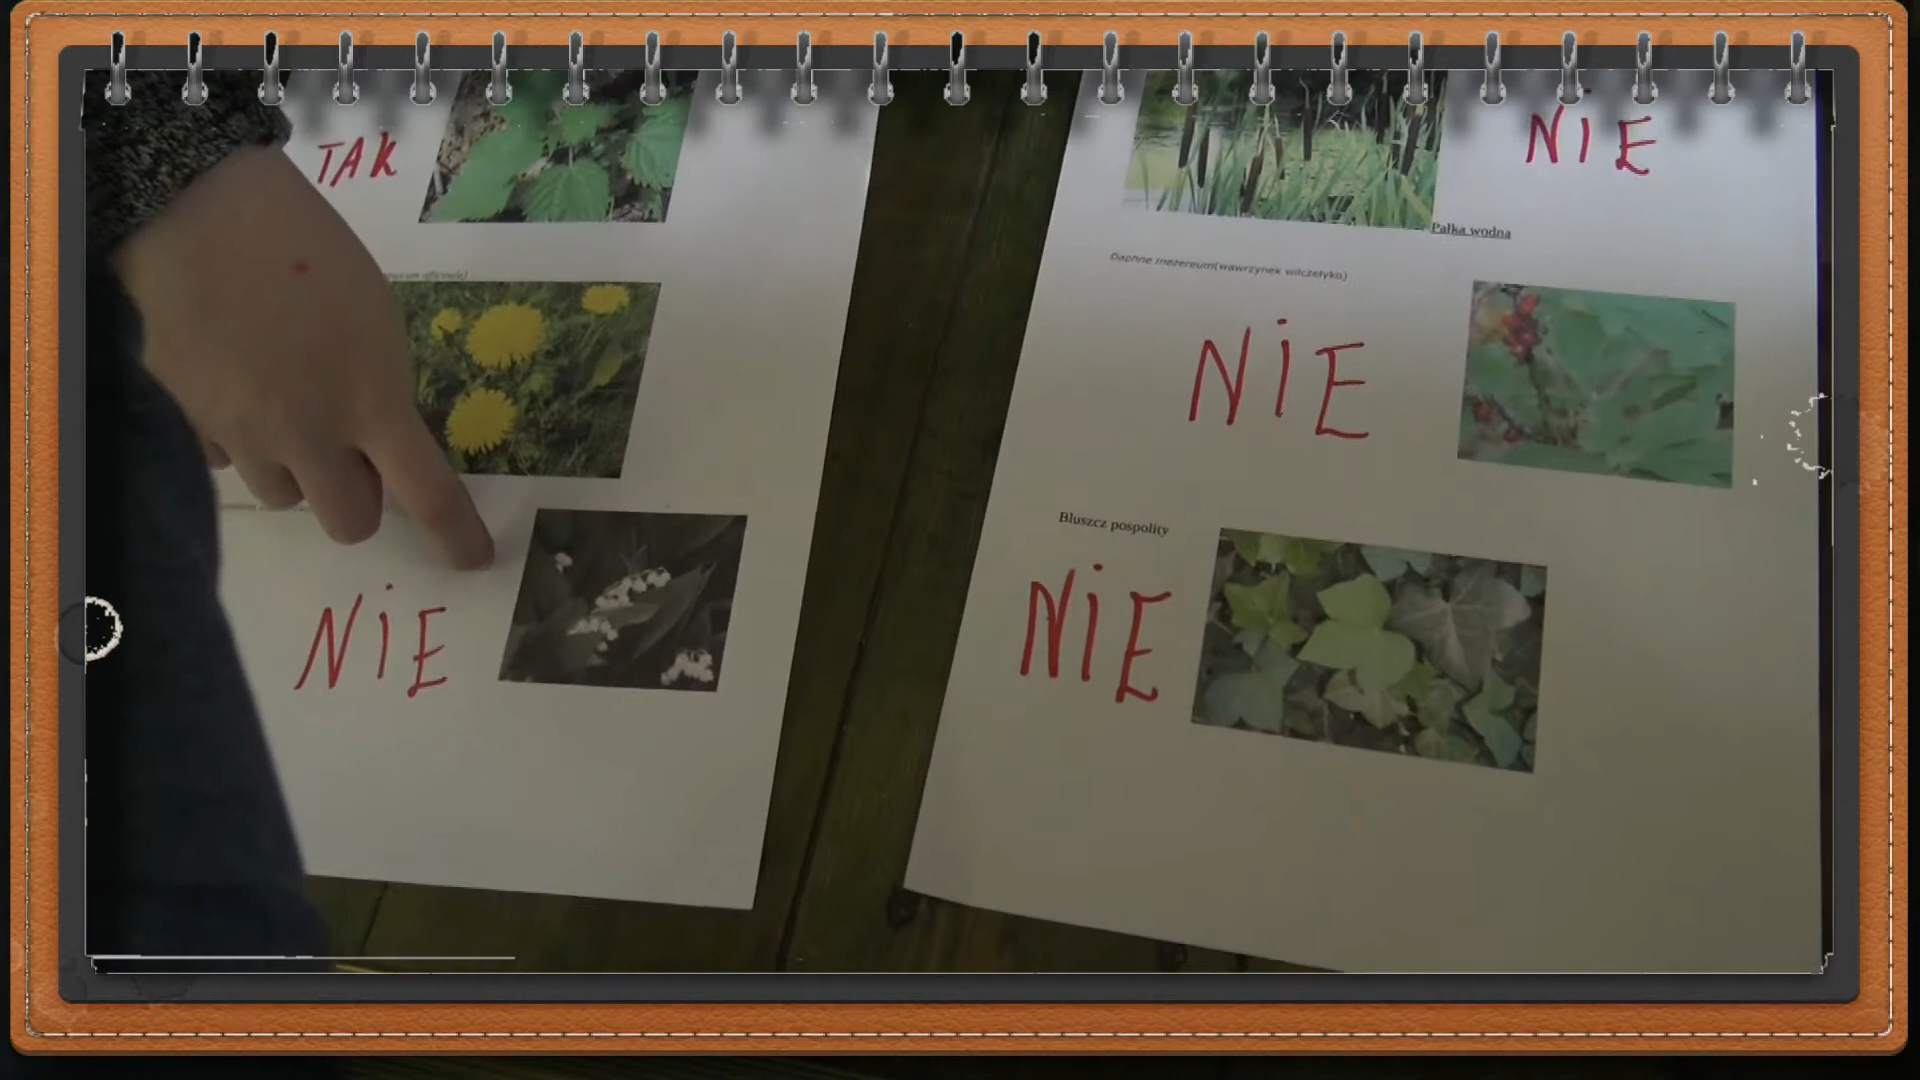 TAK
NIE
NIE
Pałka wodna
Daphne mezereum(wawrzynek wilczełyko)
NIE
Bluszcz pospolity
NIE